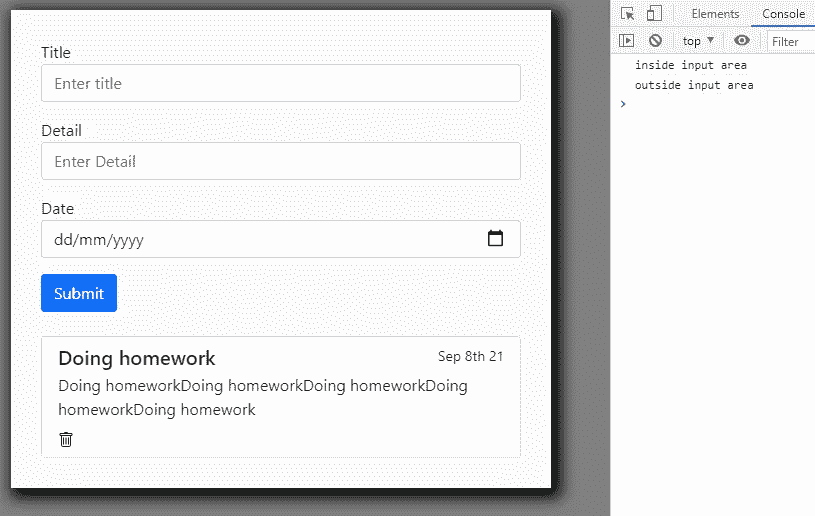 Title
Enter title
Detail
Enter Detail
Date
dd/mm/yyyy
Submit
Doing homework
Sep 8th 21
Doing homeworkDoing homeworkDoing homeworkDoing
homeworkDoing homework
Elements
Console
top
Filter
inside input area
outside input area